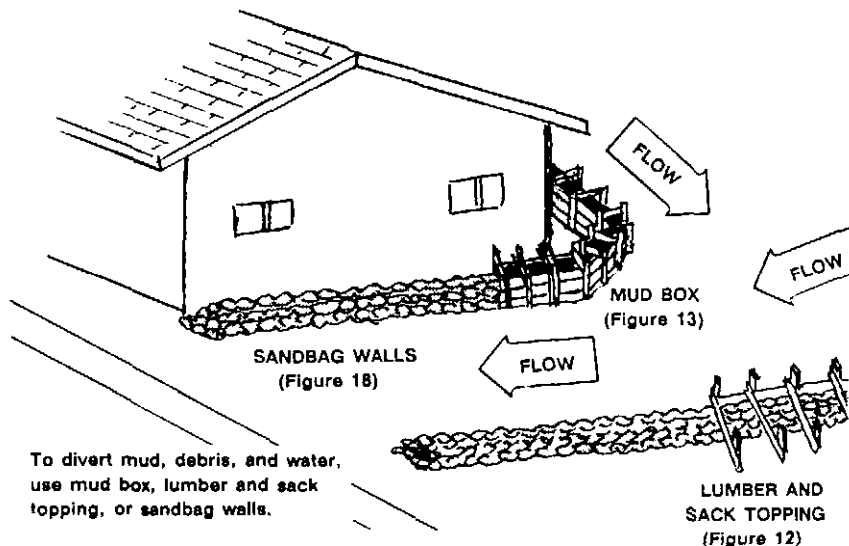 FLOW
FLOW
MUD BOX
(Figure 13)
SANDBAG WALLS
(Figure 18)
FLOW
To divert mud, debris, and water,
use mud box, lumber and sack
topping, or sandbag walls.
LUMBER AND
SACK TOPPING
(Figure 12)